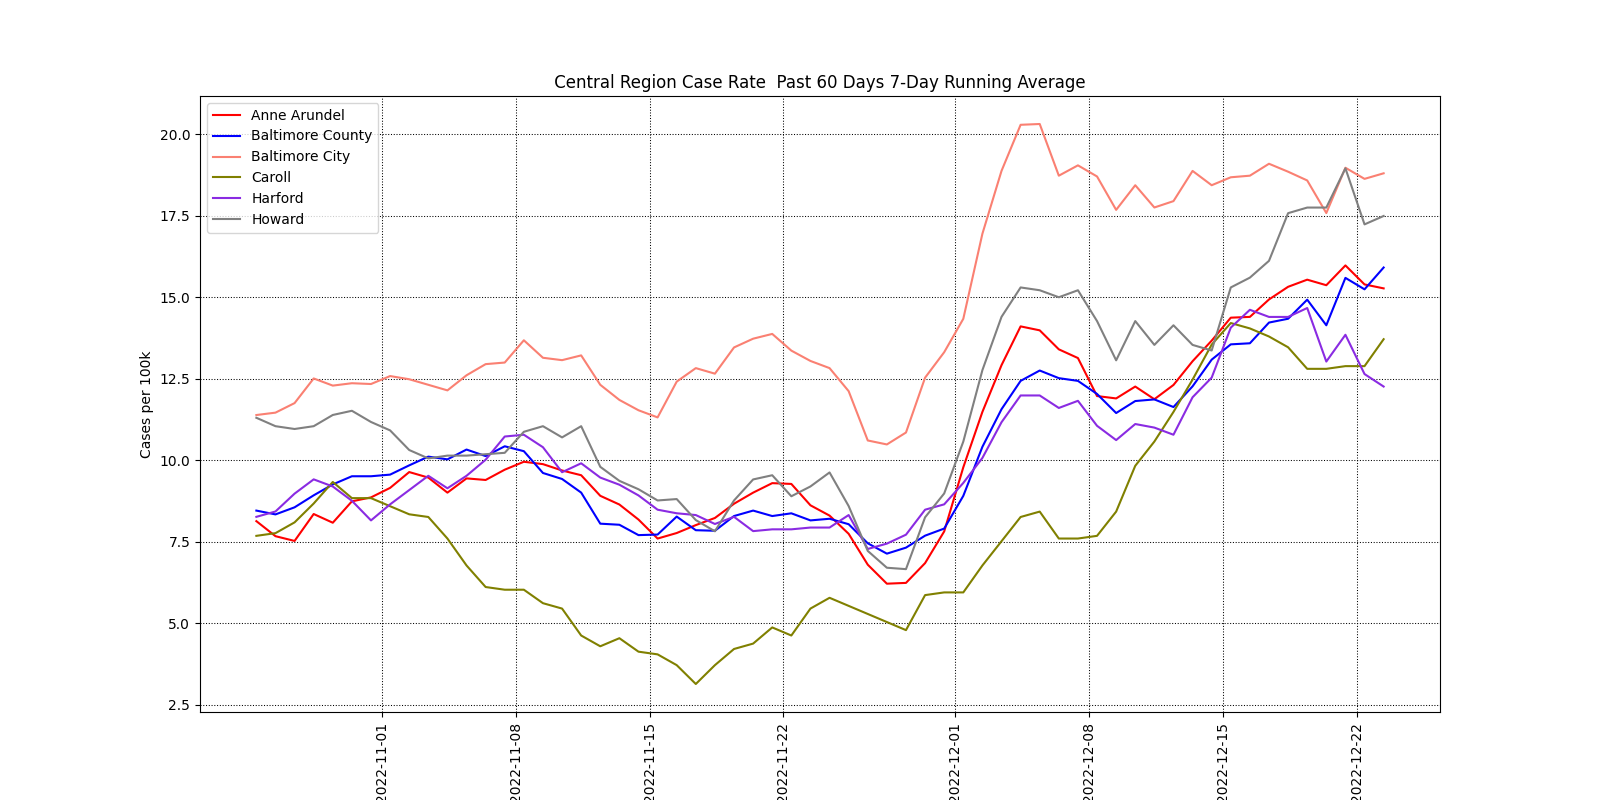 Central Region Case Rate  Past 60 Days 7-Day Running Average
Anne Arundel
Baltimore County
Baltimore City
Caroll
Harford
Howard
Cases per 100k
20.0
17.5
15.0
12.5
10.0
7.5
5.0
2.5
2022-11-01
2022-11-08
2022-11-15
2022-11-22
2022-12-01
2022-12-08
2022-12-15
2022-12-22